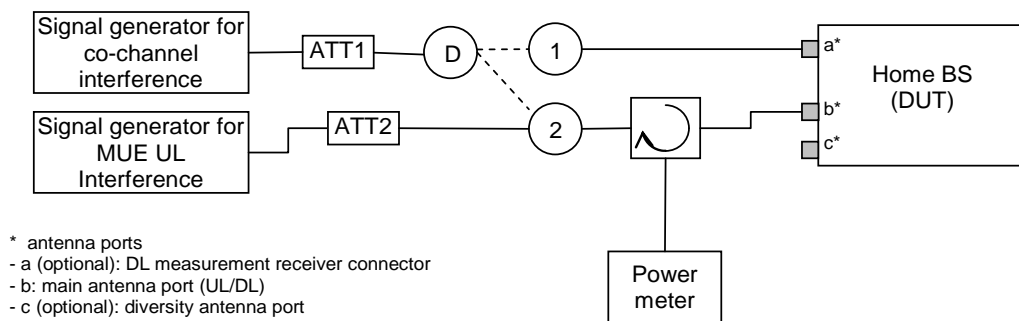 Signal generator for
co-channel
interference
ATT1
D
1
a*
Home BS
(DUT)
Signal generator for
MUE UL
Interference
ATT2
2
b*
c*
Power
meter
* antenna ports
- a (optional): DL measurement receiver connector
- b: main antenna port (UL/DL)
- c (optional): diversity antenna port